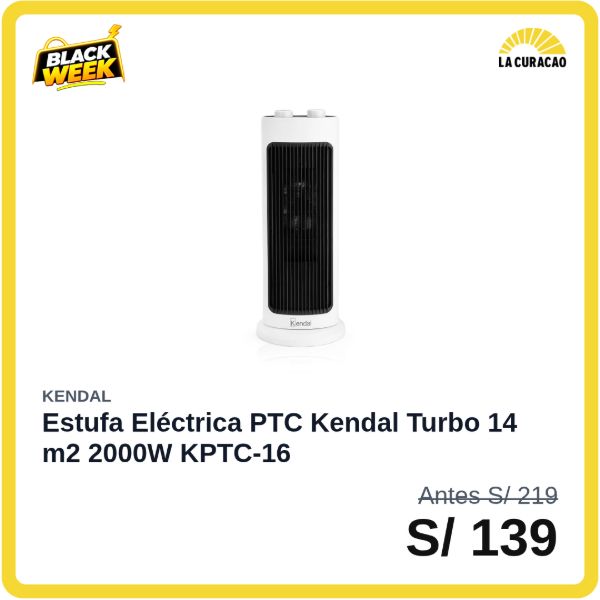 BLACK
WEEK
LA CURACAO
Kendal
KENDAL
Estufa Eléctrica PTC Kendal Turbo 14
m2 2000W KPTC-16
Antes S/ 219
S/ 139